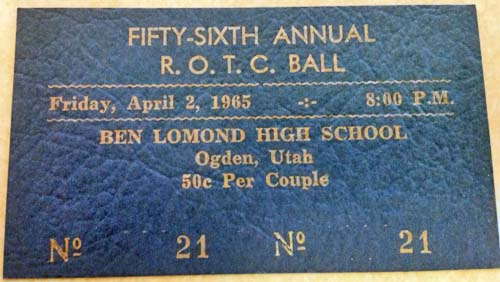 FIFTY-SIXTH ANNUAL
R. O. T. C. BALL
Friday, April 2, 1965 -:- 8:00 P.M.
BEN LOMOND HIGH SCHOOL
Ogden, Utah
50c Per Couple
Nº 21 Nº 21